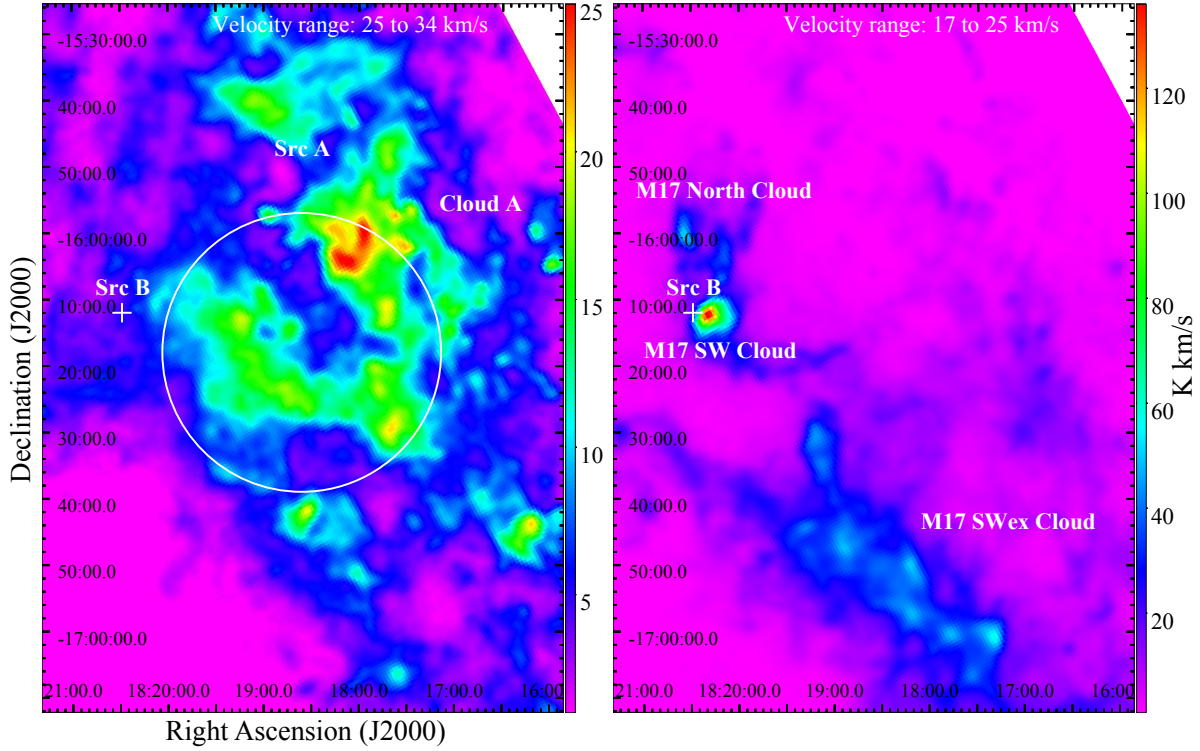 Velocity range: 25 to 34 km/s
-15:30:00.0
40:00.0
Src A
50:00.0
Cloud A
-16:00:00.0
Src B
10:00.0
20:00.0
30:00.0
40:00.0
50:00.0
-17:00:00.0
21:00.0 18:20:00.0 19:00.0 18:00.0 17:00.0 16:00
Declination (J2000)
Right Ascension (J2000)
25
20
15
10
5
Velocity range: 17 to 25 km/s
-15:30:00.0
40:00.0
50:00.0
M17 North Cloud
-16:00:00.0
Src B
10:00.0
M17 SW Cloud
20:00.0
30:00.0
40:00.0
M17 SWex Cloud
50:00.0
-17:00:00.0
21:00.0 18:20:00.0 19:00.0 18:00.0 17:00.0 16:00
120
100
80
60
40
20
K km/s